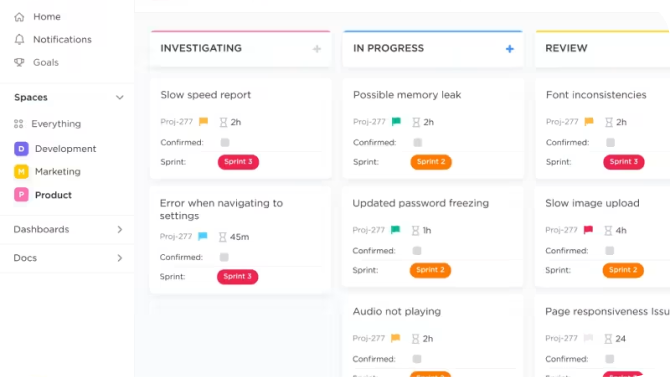 Home
Notifications
Goals
Spaces
Everything
D Development
M Marketing
P Product
Dashboards
Docs
INVESTIGATING +
Slow speed report
Proj-277 2h
Confirmed:
Sprint: Sprint 3
Error when navigating to
settings
Proj-277 45m
Confirmed:
Sprint: Sprint 3
IN PROGRESS +
Possible memory leak
Proj-277 2h
Confirmed:
Sprint: Sprint 2
Updated password freezing
Proj-277 1h
Confirmed:
Sprint: Sprint 2
Audio not playing
Proj-277 2h
Confirmed:
Sprint: Sprint 2
REVIEW
Font inconsistencies
Proj-277 2h
Confirmed:
Sprint: Sprint 3
Slow image upload
Proj-277 4h
Confirmed:
Sprint: Sprint 2
Page responsiveness Issu
Proj-277 24
Confirmed: